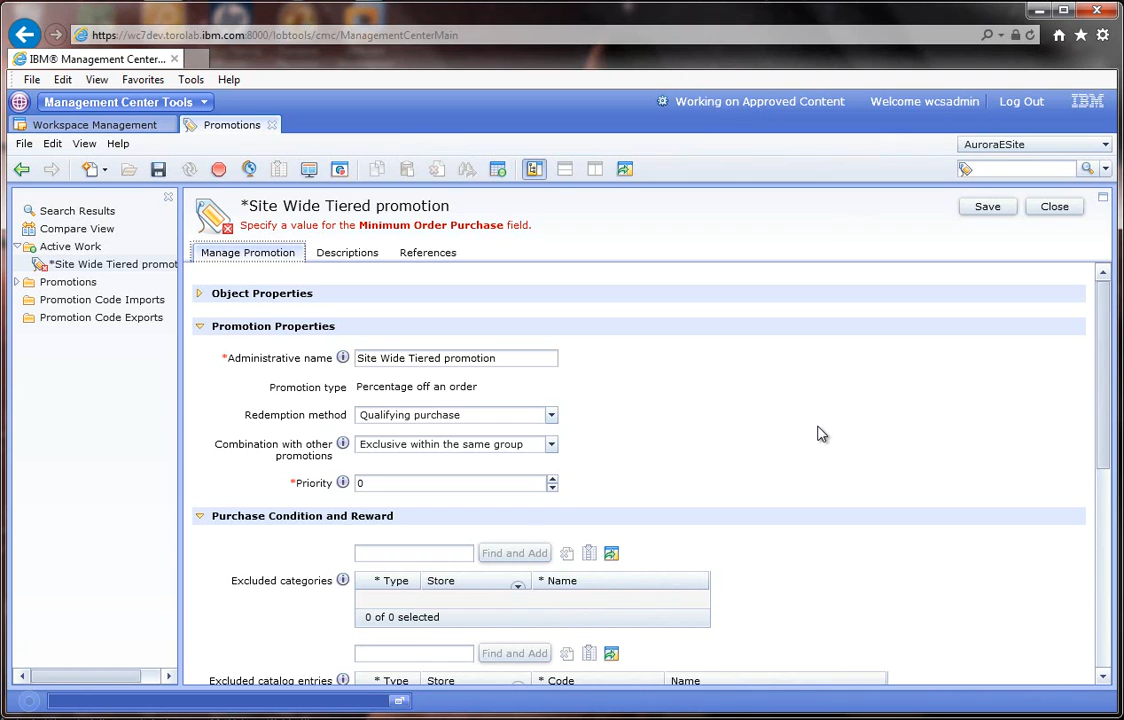 https://wc7dev.torolab.ibm.com:8000/lobtools/cmc/ManagementCenterMain
IBM® Management Center...
File Edit View Favorites Tools Help
Management Center Tools
Working on Approved Content Welcome wcsadmin Log Out IBM
Workspace Management Promotions
File Edit View Help
AuroraESite
Search Results
Compare View
Active Work
*Site Wide Tiered promot
Promotions
Promotion Code Imports
Promotion Code Exports
*Site Wide Tiered promotion
Specify a value for the Minimum Order Purchase field.
Save Close
Manage Promotion Descriptions References
Object Properties
Promotion Properties
*Administrative name Site Wide Tiered promotion
Promotion type Percentage off an order
Redemption method Qualifying purchase
Combination with other promotions Exclusive within the same group
*Priority 0
Purchase Condition and Reward
Find and Add
Excluded categories * Type Store * Name
0 of 0 selected
Find and Add
Excluded catalog entries * Type Store * Code Name